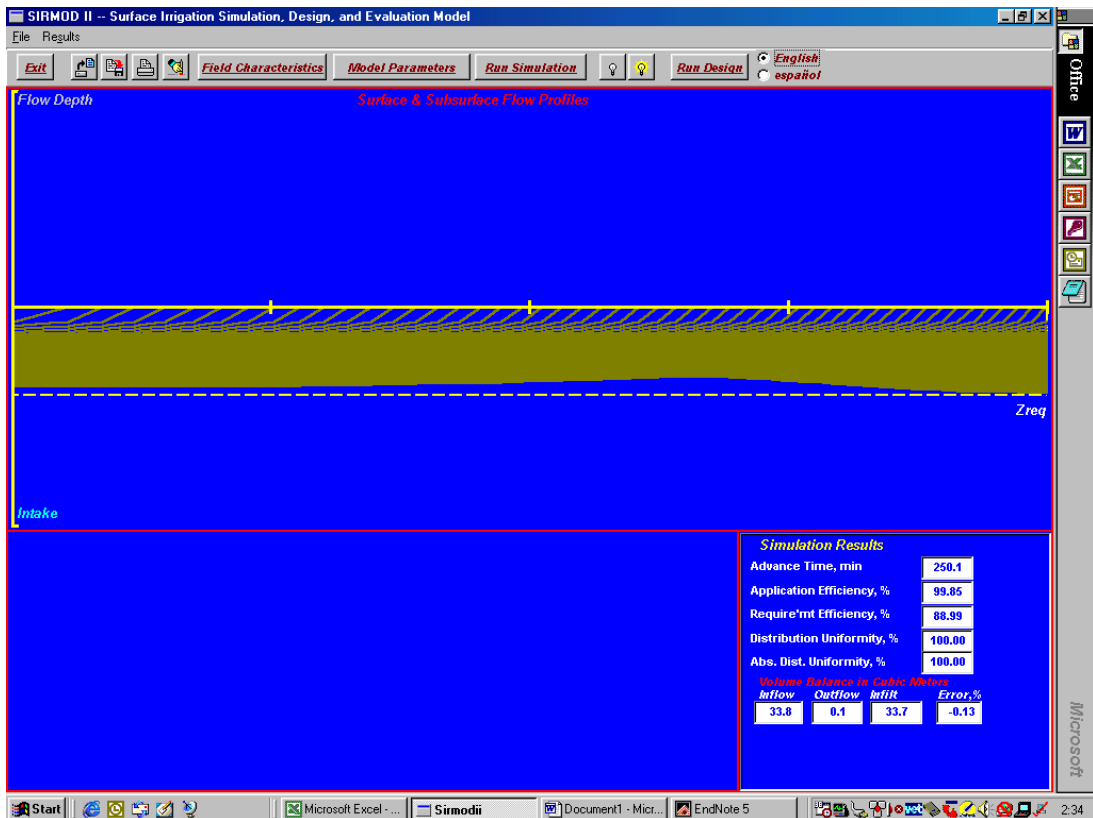 SIRMOD II -- Surface Irrigation Simulation, Design, and Evaluation Model
File Results
Exit Field Characteristics Model Parameters Run Simulation Run Design English
español
Office
Flow Depth Surface & Subsurface Flow Profiles
Zreq
Intake
Simulation Results
Advance Time, min 250.1
Application Efficiency, % 99.85
Require'mt Efficiency, % 88.99
Distribution Uniformity, % 100.00
Abs. Dist. Uniformity, % 100.00
Volume Balance in Cubic Meters
Inflow Outflow Infilt Error,%
33.8 0.1 33.7 -0.13
Microsoft
Start Microsoft Excel - ... Sirmodii Document1 - Micr... EndNote 5 2:34